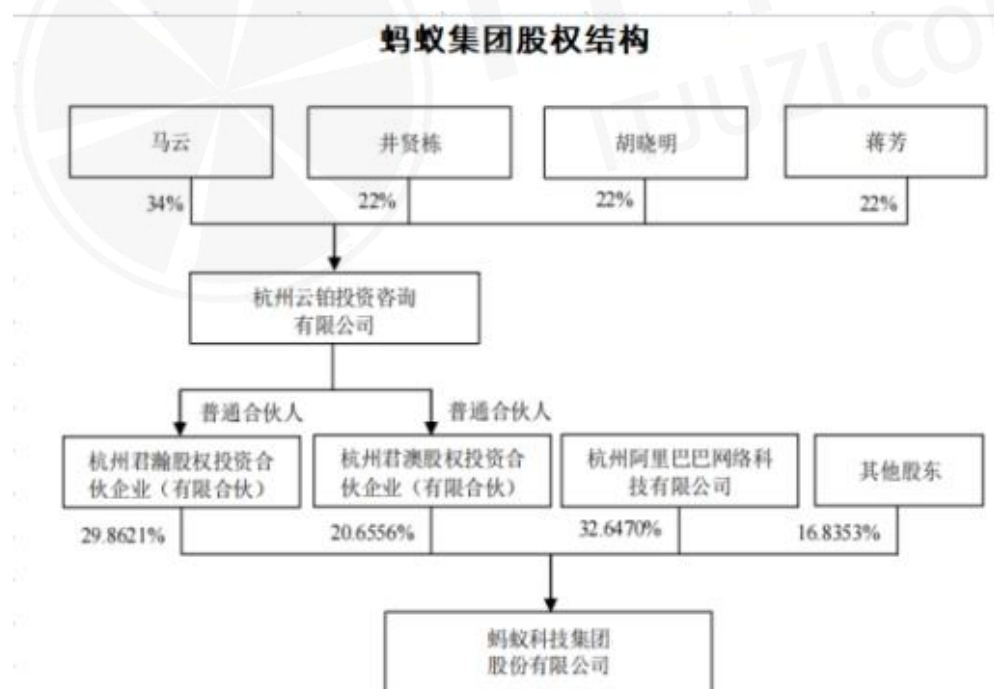 蚂蚁集团股权结构
ITJUZI.CO
马云
井贤栋
胡晓明
蒋芳
34%
22%
22%
22%
杭州云铂投资咨询
有限公司
普通合伙人
普通合伙人
杭州君瀚股权投资合
伙企业（有限合伙）
杭州君澳股权投资合
伙企业（有限合伙）
杭州阿里巴巴网络科
技有限公司
其他股东
29.8621%
20.6556%
32.6470%
16.8353%
蚂蚁科技集团
股份有限公司